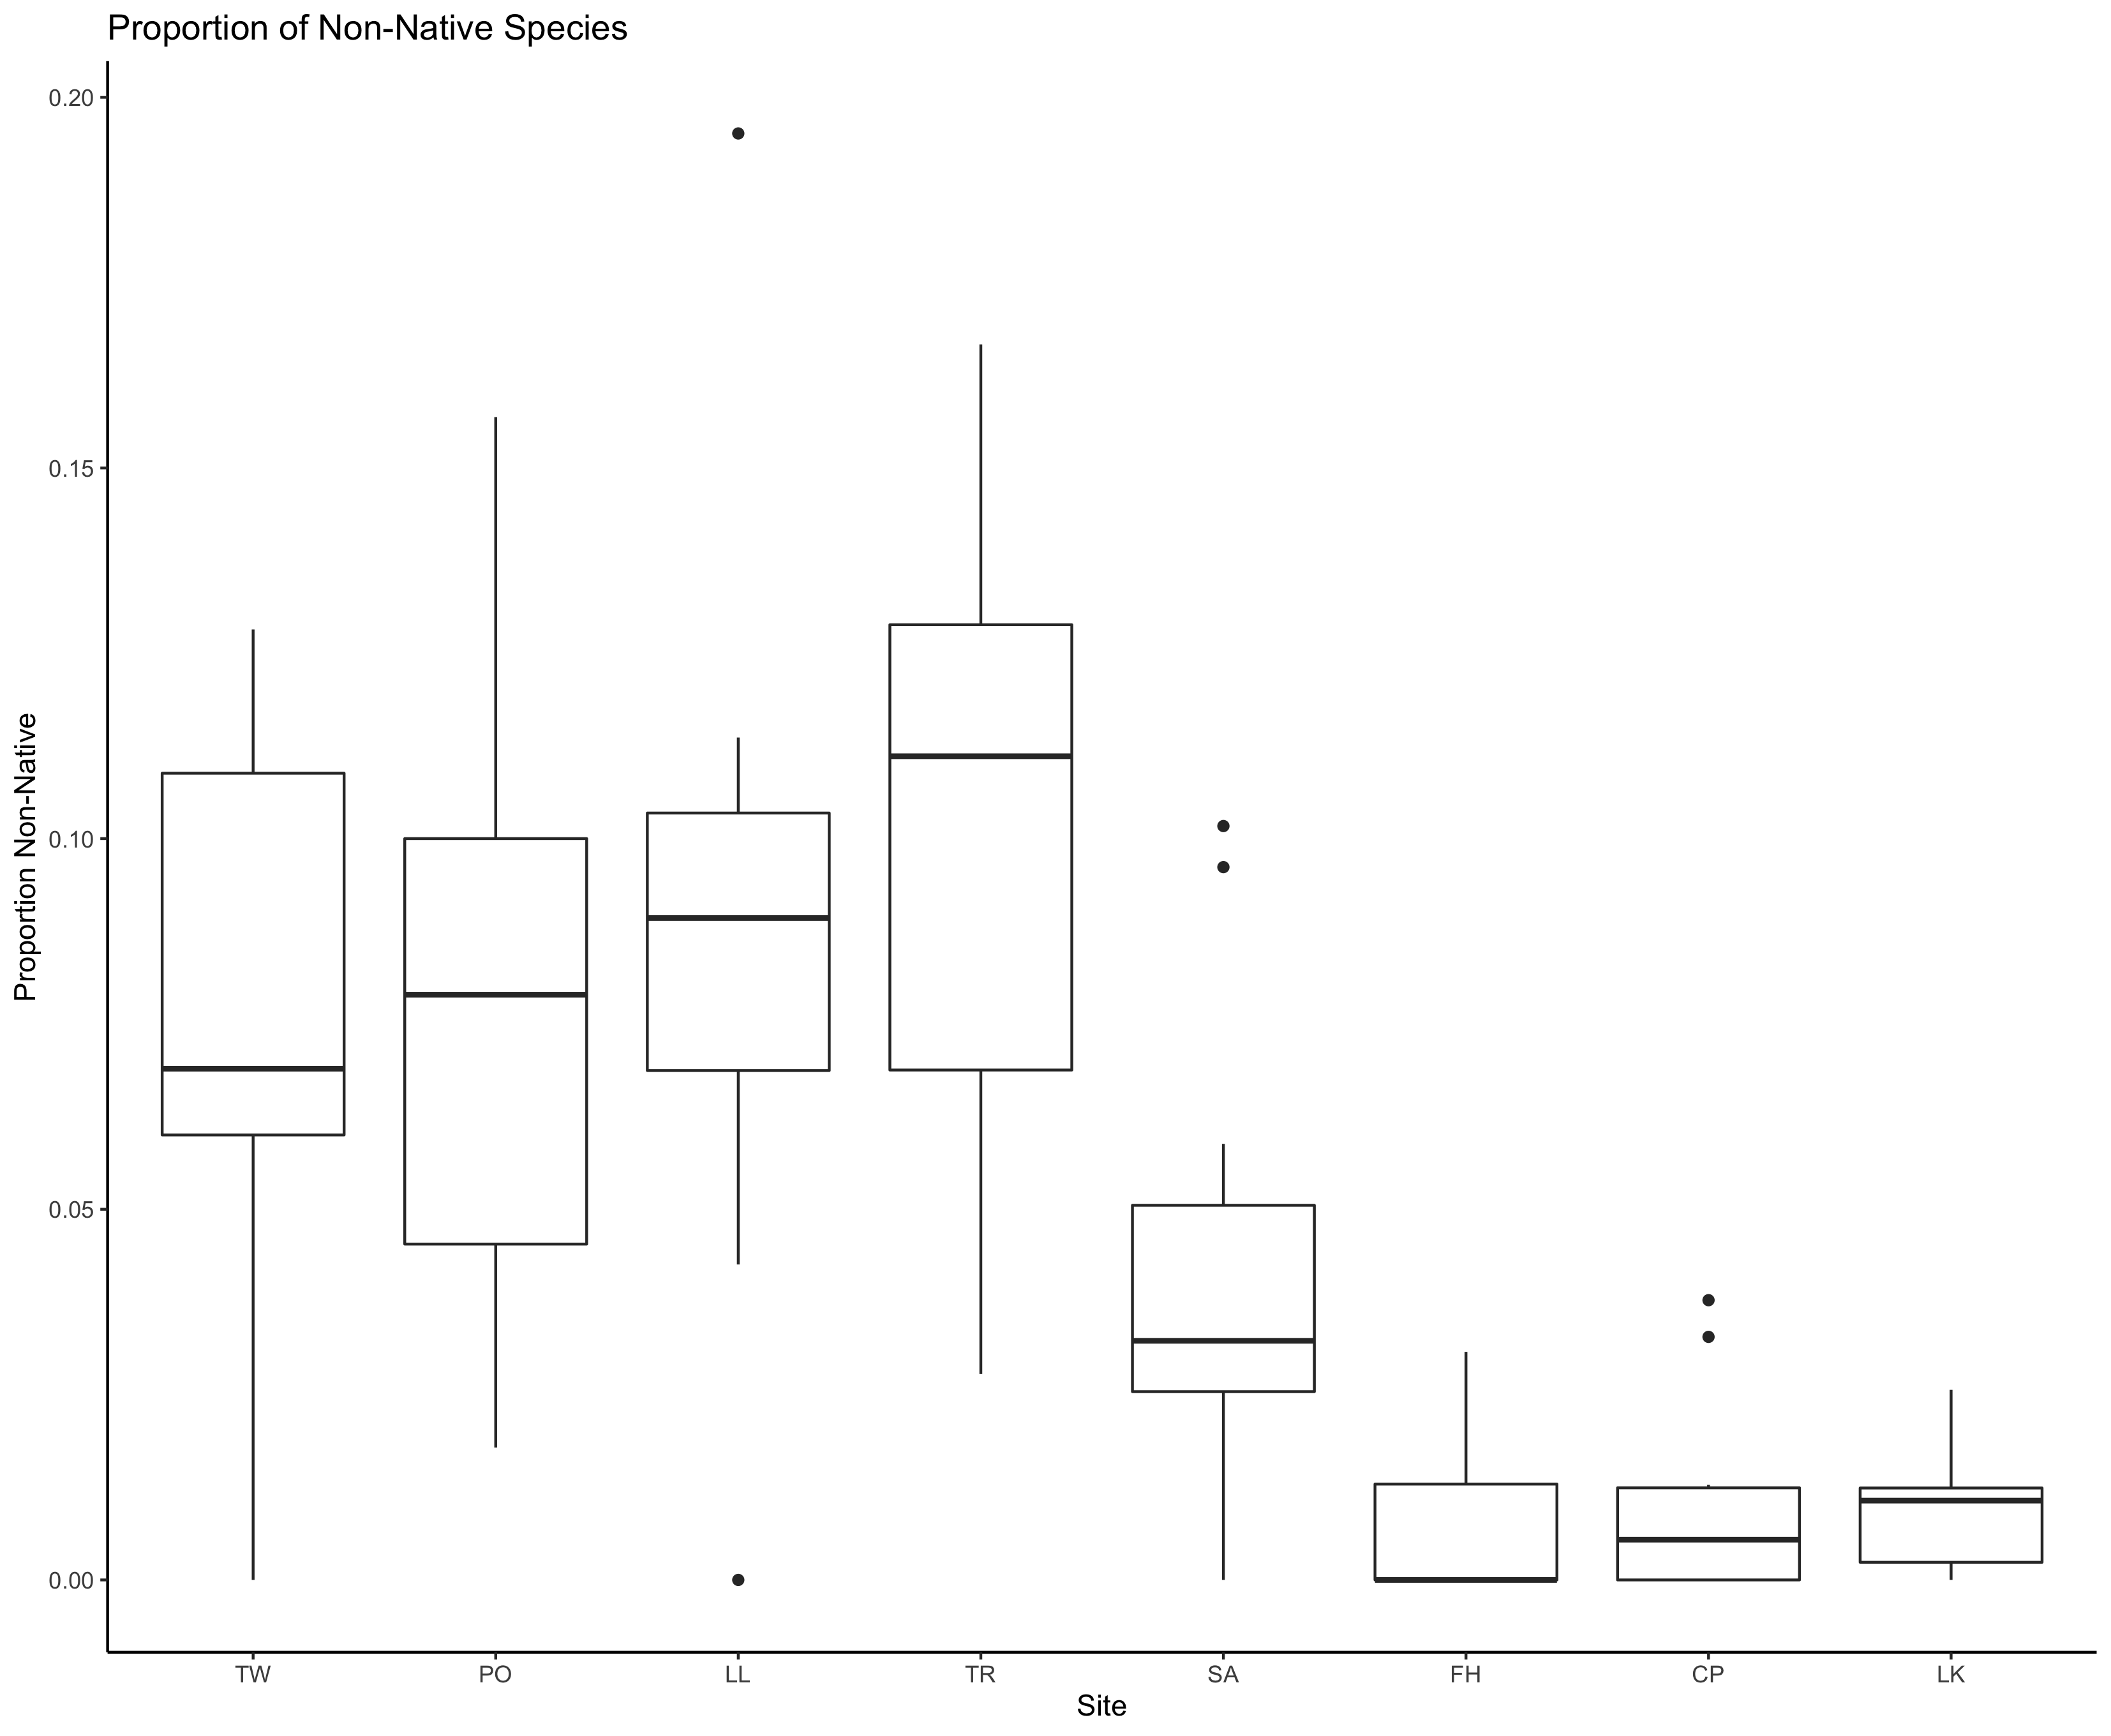 Proportion of Non-Native Species
0.20
0.15
0.10
0.05
0.00
Proportion Non-Native
TW PO LL TR SA FH CP LK
Site